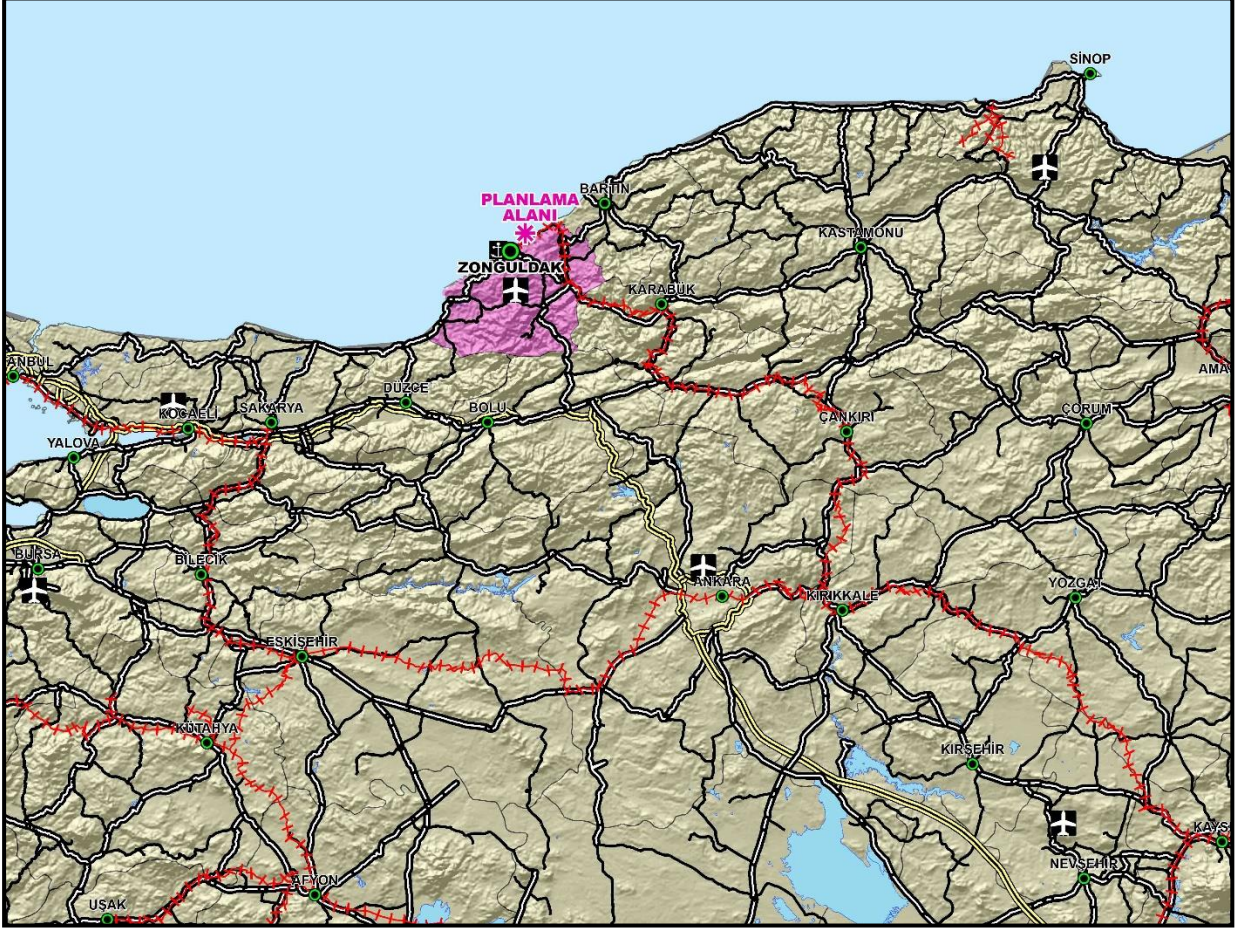 SİNOP
BARTIN
PLANLAMA
ALANI
KASTAMONU
ZONGULDAK
KARABÜK
ANBUL
AMA
DÜZCE
KOCAELİ
SAKARYA
BOLU
ÇANKIRI
ÇORUM
YALOVA
BURSA
BİLECİK
ANKARA
KIRIKKALE
YOZGAT
ESKİŞEHİR
KÜTAHYA
KIRŞEHİR
KAYS
NEVŞEHİR
AFYON
UŞAK